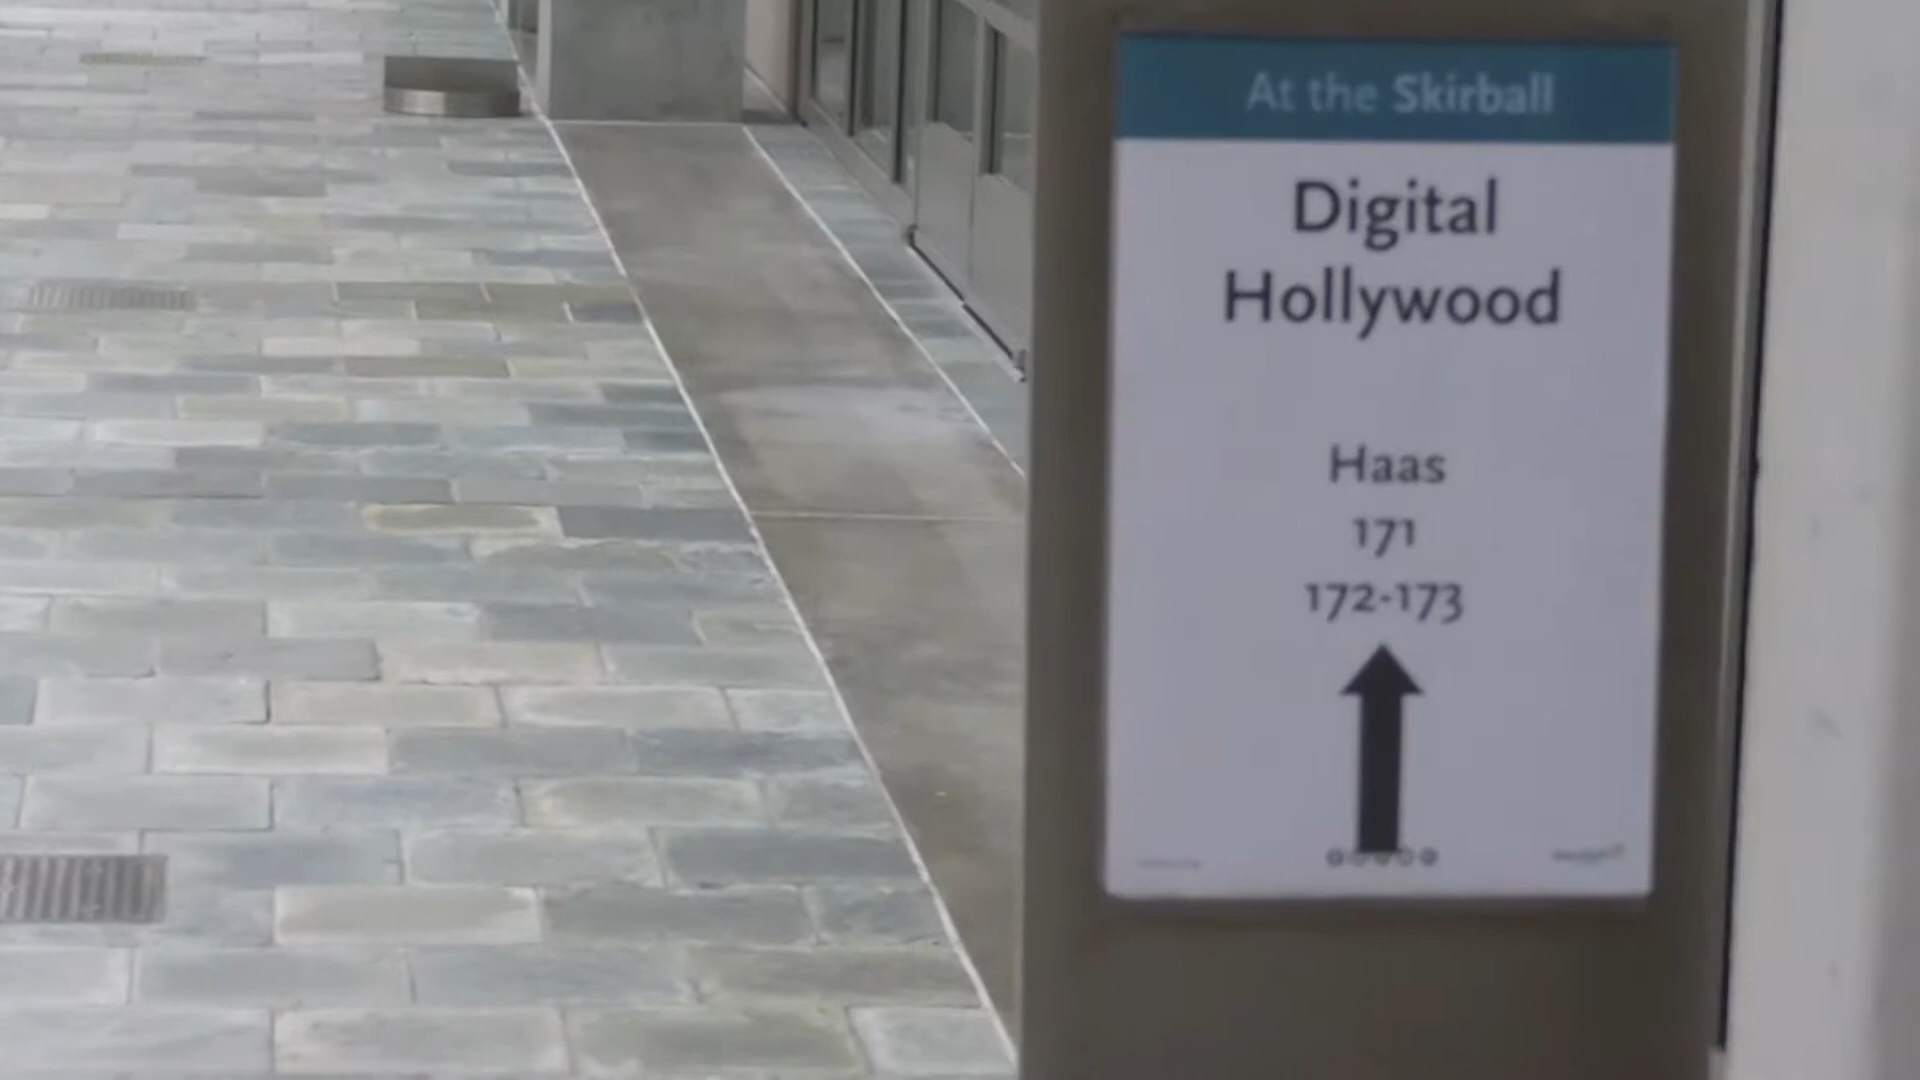 At the Skirball
Digital
Hollywood
Haas
171
172-173